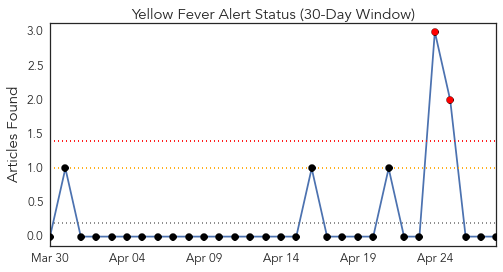 Yellow Fever Alert Status (30-Day Window)
Articles Found
3.0
2.5
2.0
1.5
1.0
0.5
0.0
Mar 30 Apr 04 Apr 09 Apr 14 Apr 19 Apr 24